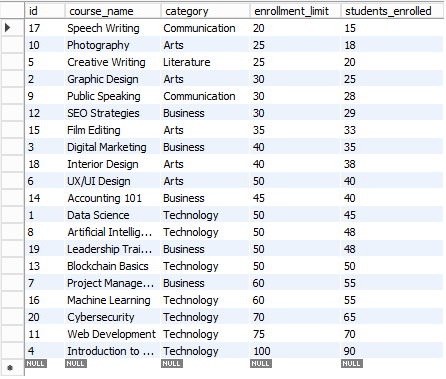 id course_name category enrollment_limit students_enrolled
17 Speech Writing Communication 20 15
10 Photography Arts 25 18
5 Creative Writing Literature 25 20
2 Graphic Design Arts 30 25
9 Public Speaking Communication 30 28
12 SEO Strategies Business 30 29
15 Film Editing Arts 35 33
3 Digital Marketing Business 40 35
18 Interior Design Arts 40 38
6 UX/UI Design Arts 50 40
14 Accounting 101 Business 45 40
1 Data Science Technology 50 45
8 Artificial Intellig... Technology 50 48
19 Leadership Trai... Business 50 48
13 Blockchain Basics Technology 50 50
7 Project Manage... Business 60 55
16 Machine Learning Technology 60 55
20 Cybersecurity Technology 70 65
11 Web Development Technology 75 70
4 Introduction to ... Technology 100 90
NULL NULL NULL NULL NULL